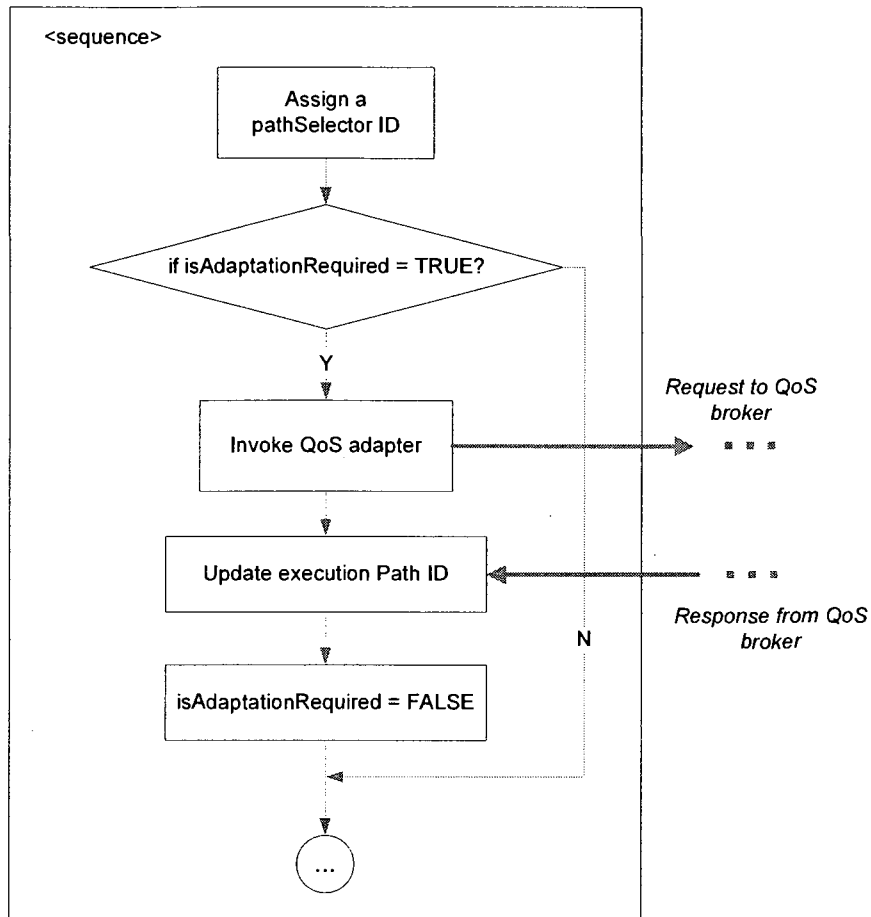 <sequence>
Assign a
pathSelector ID
if isAdaptationRequired = TRUE?
Y
Request to QoS
broker
Invoke QoS adapter
Update execution Path ID
Response from QoS
broker
N
isAdaptationRequired = FALSE
...